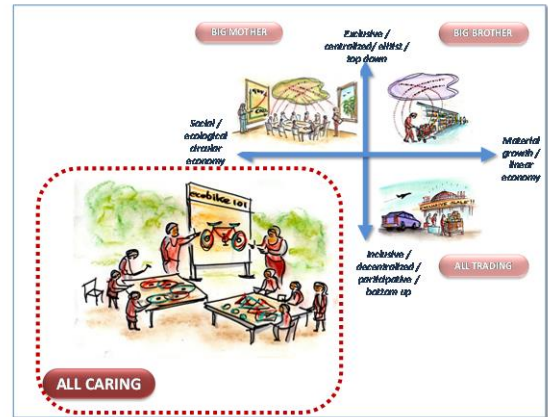 BIG MOTHER
Exclusive /
centralized/ elitist /
top down
BIG BROTHER
Social /
ecological
circular
economy
Material
growth /
linear
economy
ecobike 101
Inclusive /
decentralized /
participative /
bottom up
ALL TRADING
ALL CARING